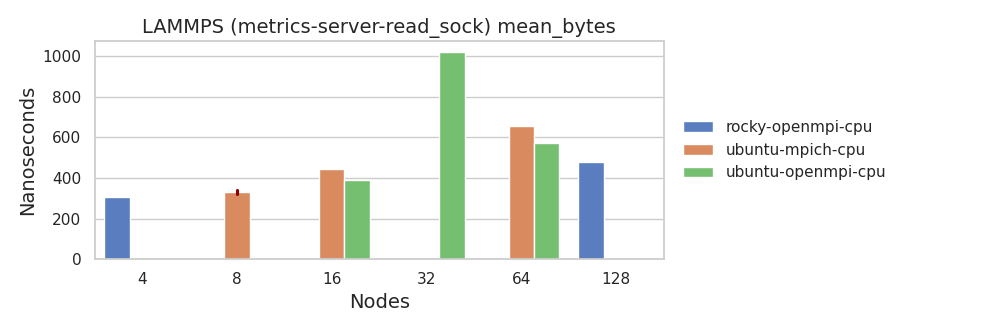 LAMMPS (metrics-server-read_sock) mean_bytes
Nanoseconds
1000
800
600
400
200
0
4 8 16 32 64 128
Nodes
rocky-openmpi-cpu
ubuntu-mpich-cpu
ubuntu-openmpi-cpu